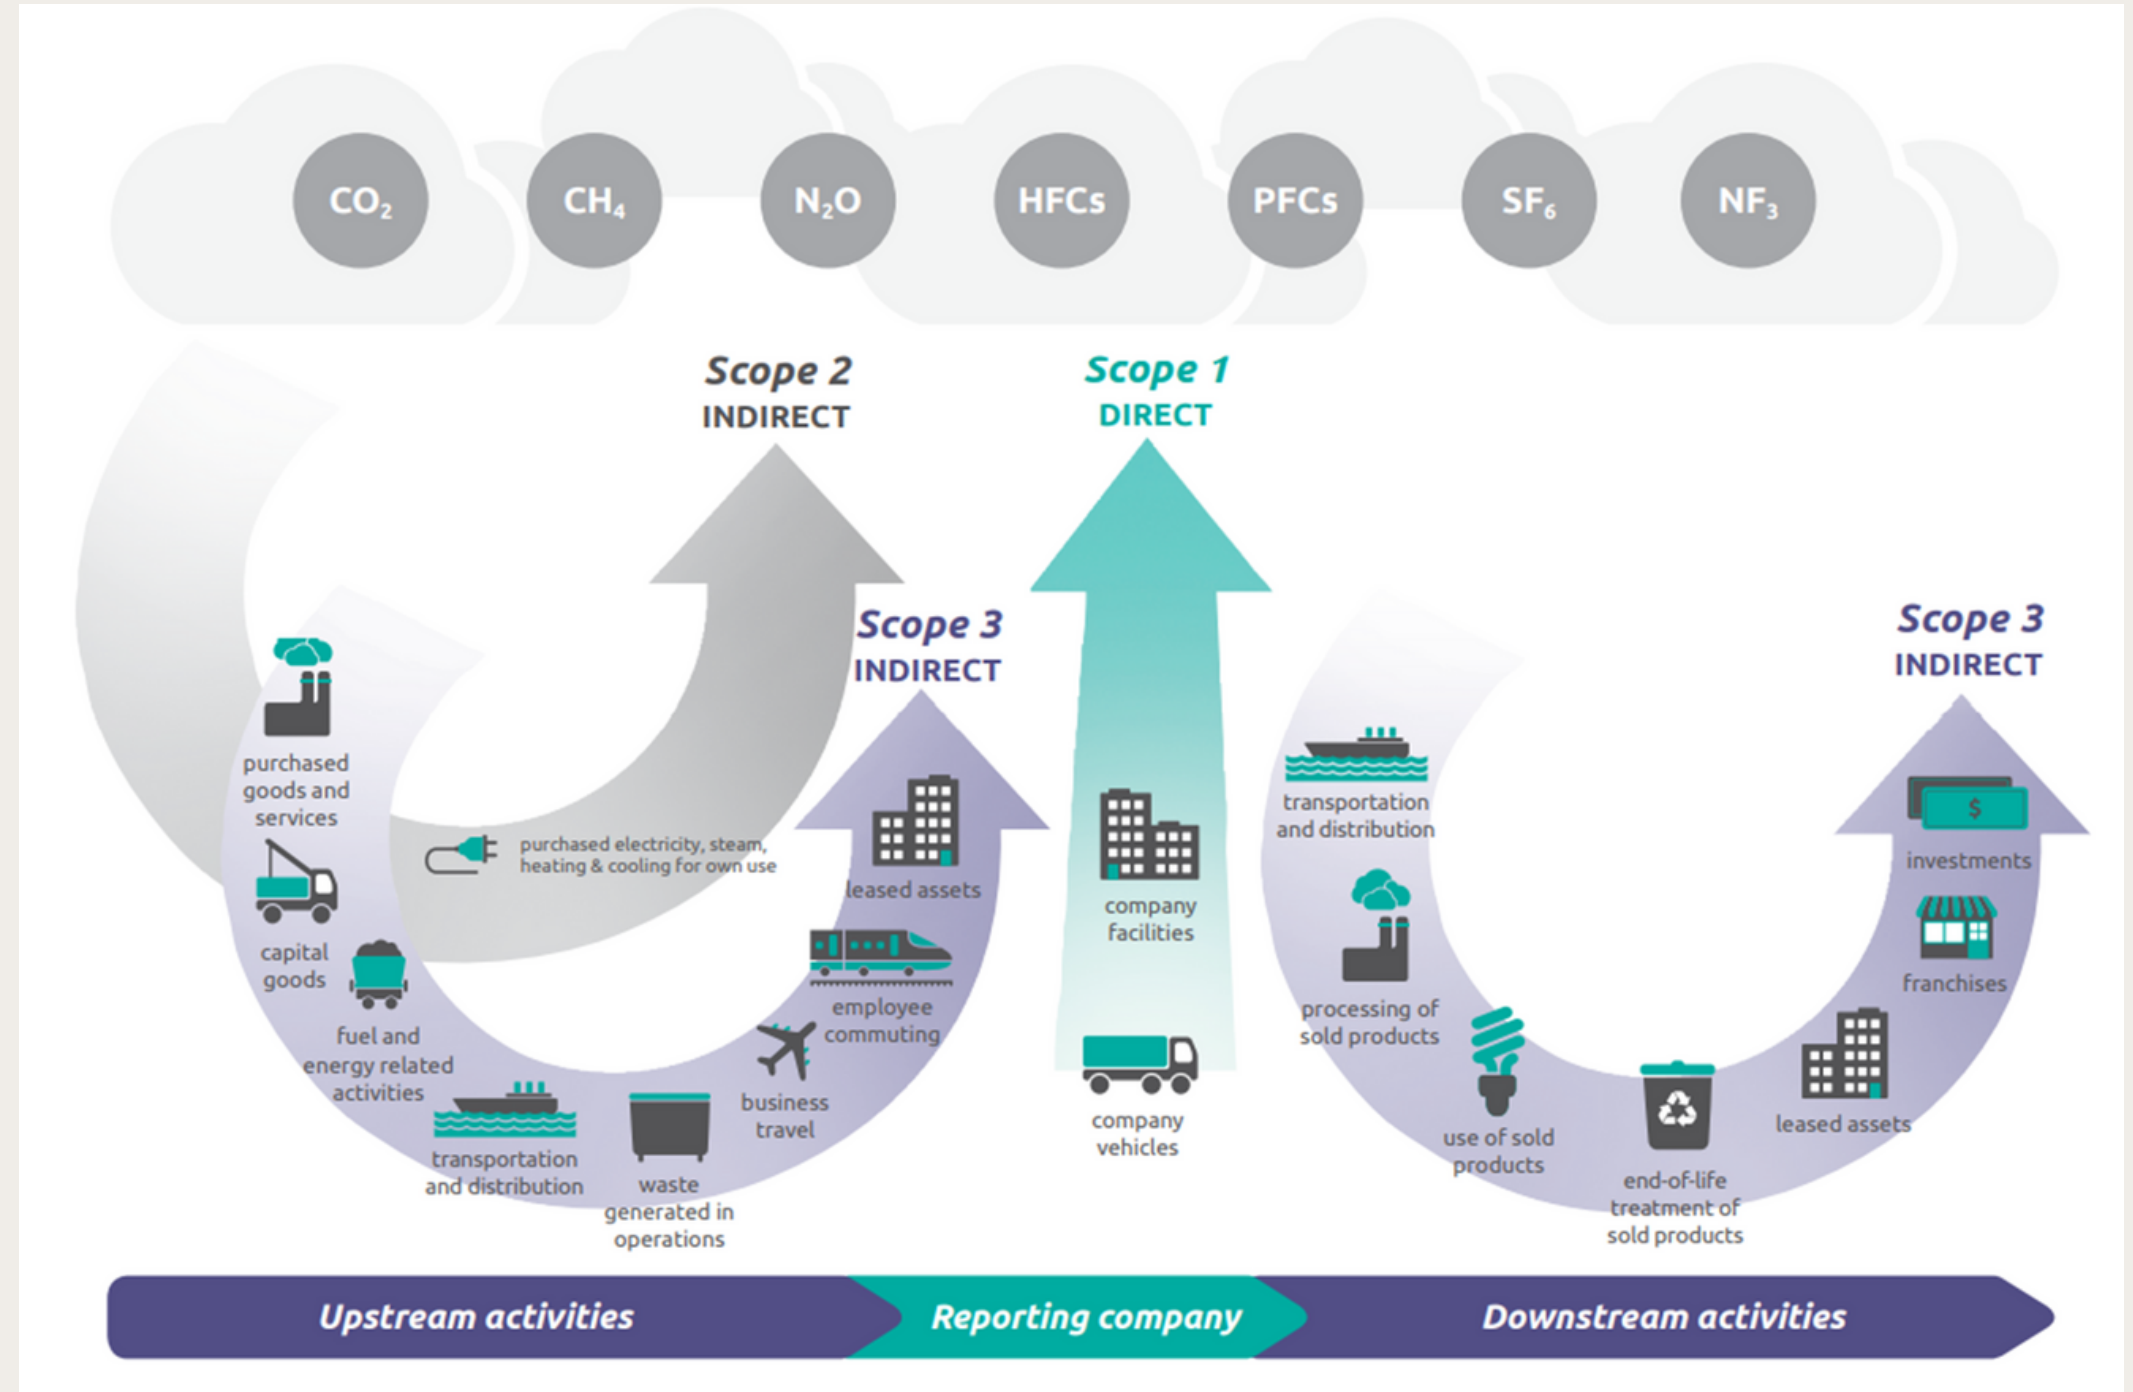 CO₂
CH₄
N₂O
HFCs
PFCs
SF₆
NF₃
Scope 2
INDIRECT
Scope 1
DIRECT
Scope 3
INDIRECT
Scope 3
INDIRECT
purchased
goods and
services
capital
goods
fuel and
energy related
activities
transportation
and distribution
waste
generated in
operations
business
travel
employee
commuting
leased assets
purchased electricity, steam,
heating & cooling for own use
company
facilities
company
vehicles
transportation
and distribution
processing of
sold products
use of sold
products
end-of-life
treatment of
sold products
leased assets
franchises
$
investments
Upstream activities
Reporting company
Downstream activities